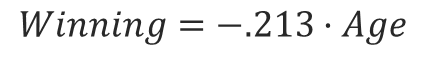 Winning = −.213 · Age